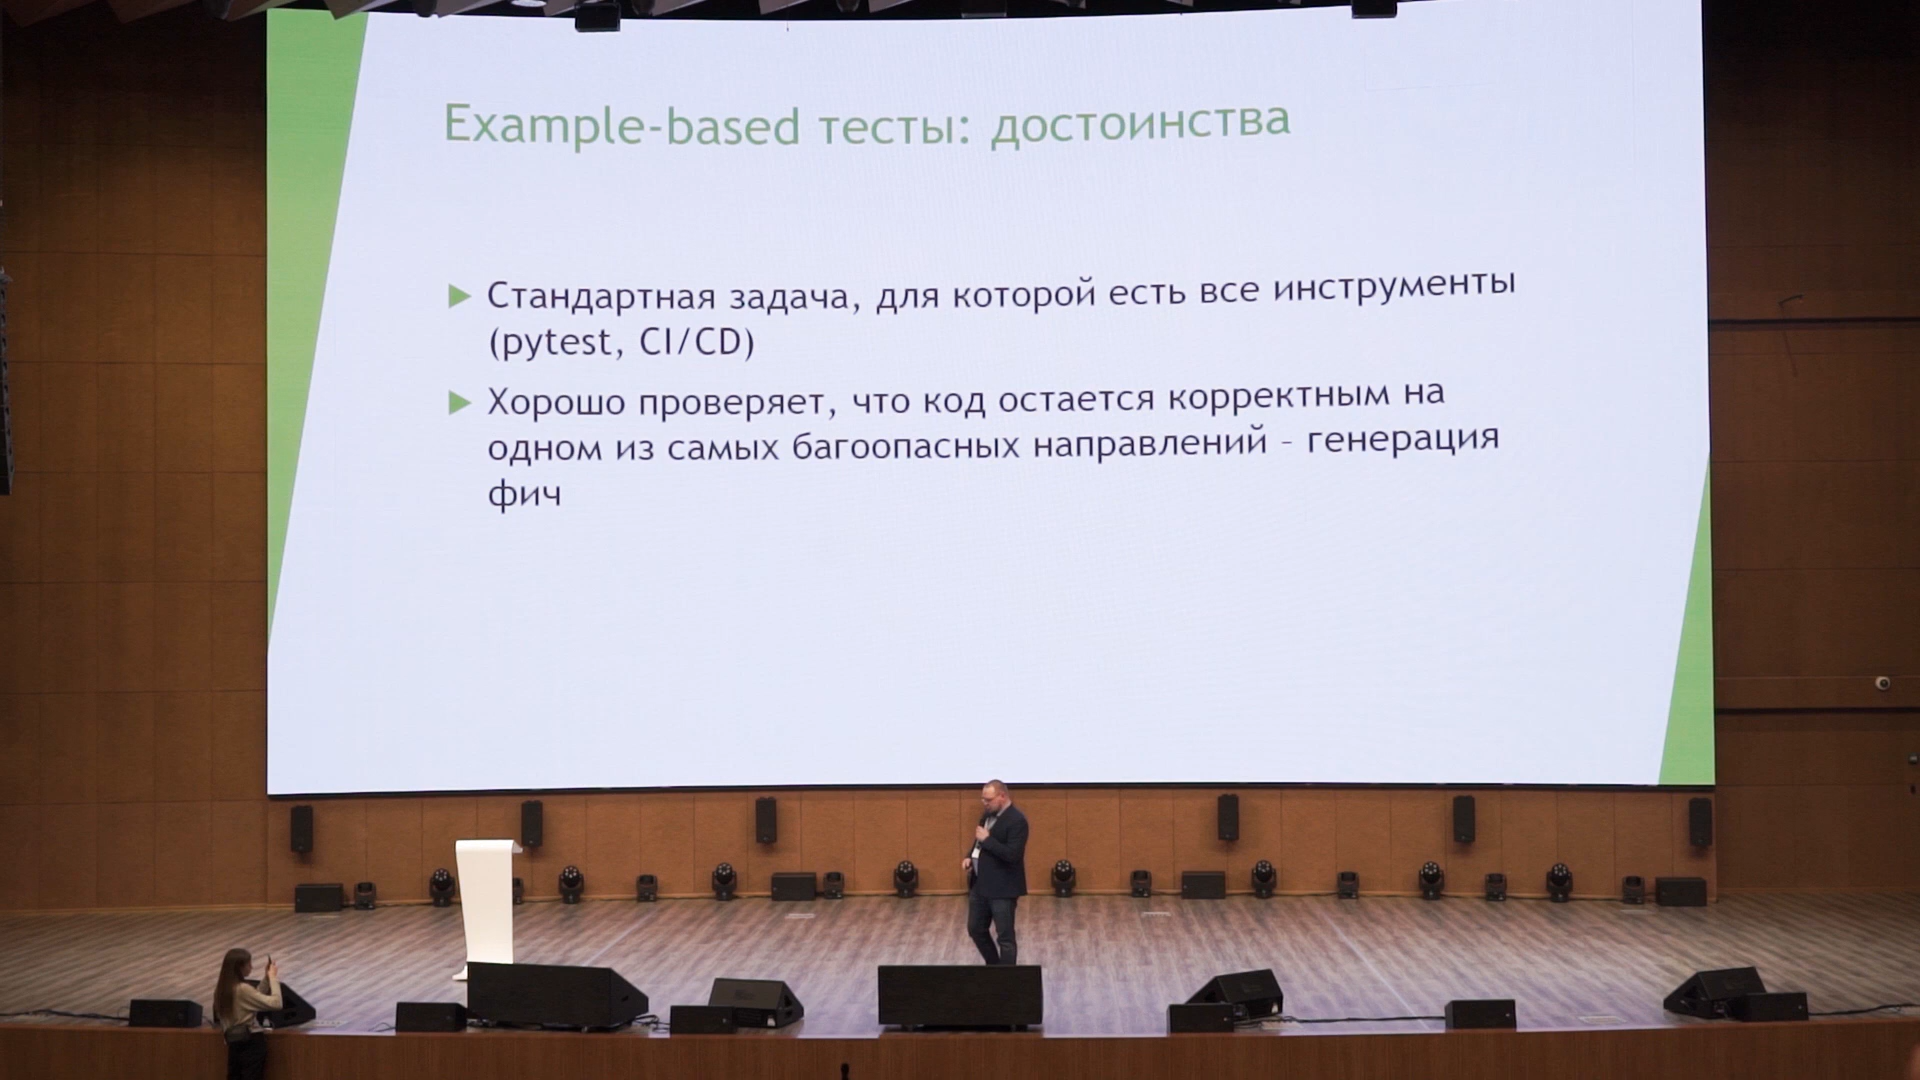 Example-based тесты: достоинства
Стандартная задача, для которой есть все инструменты
(pytest, CI/CD)
Хорошо проверяет, что код остается корректным на
одном из самых багоопасных направлений - генерация
фич